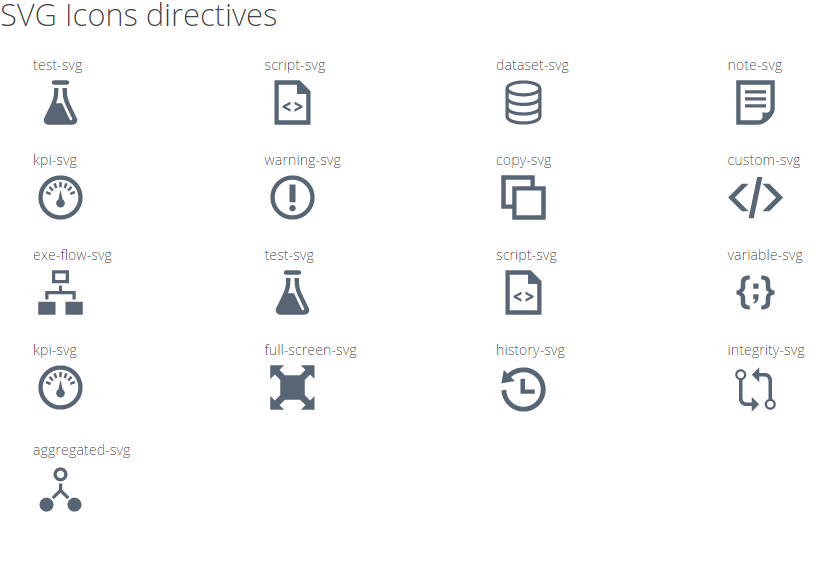 SVG Icons directives
test-svg script-svg dataset-svg note-svg
kpi-svg warning-svg copy-svg custom-svg
exe-flow-svg test-svg script-svg variable-svg
kpi-svg full-screen-svg history-svg integrity-svg
aggregated-svg